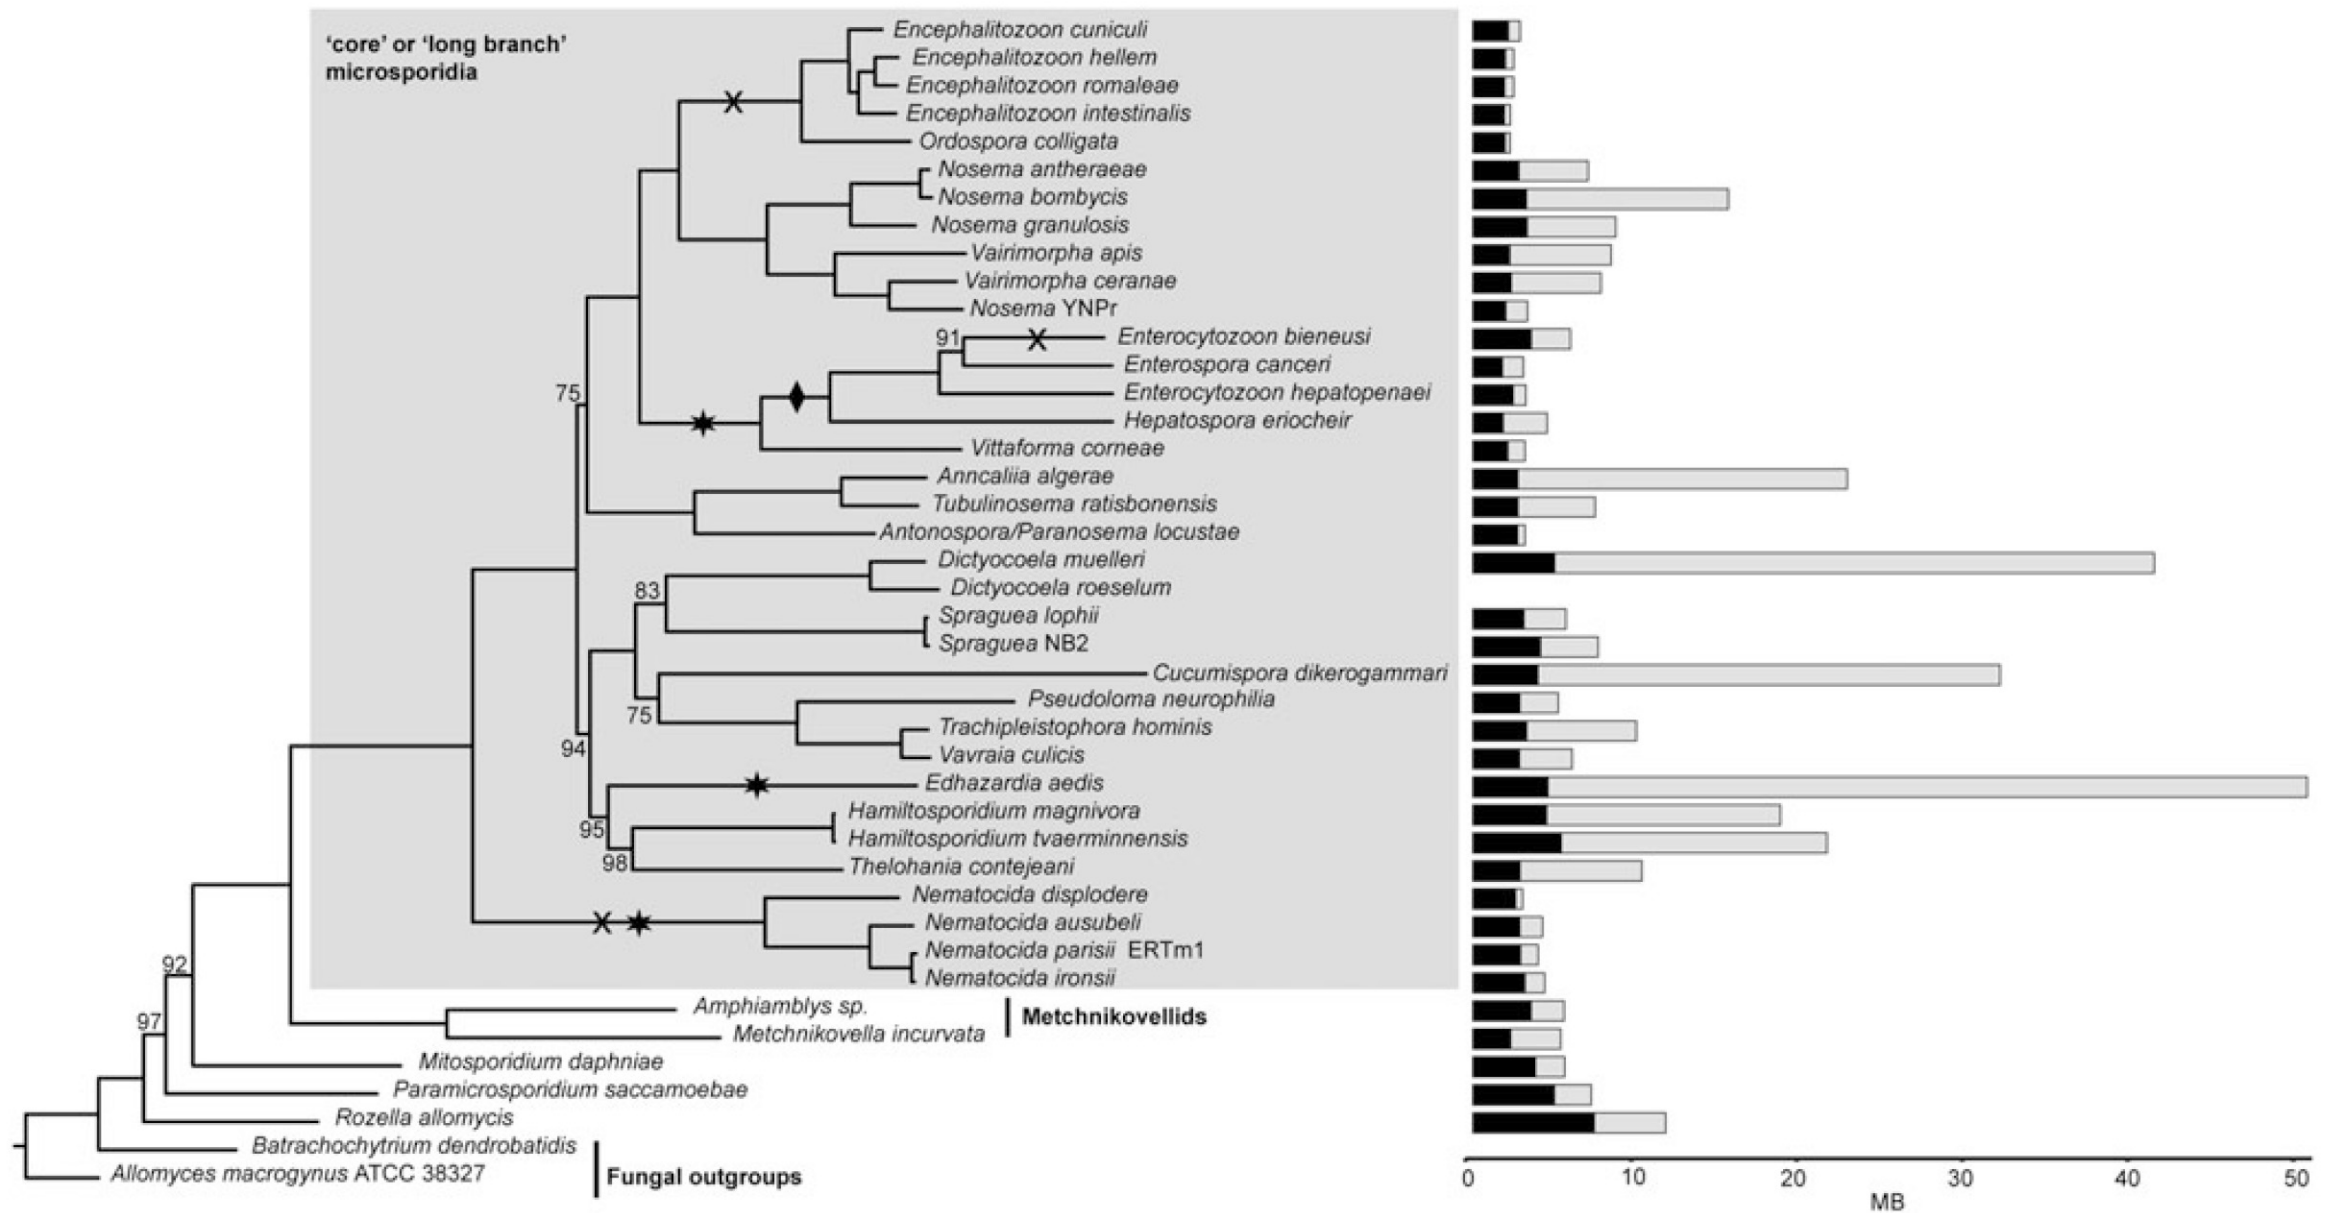 ‘core’ or ‘long branch’
microsporidia
Encephalitozoon cuniculi
Encephalitozoon hellem
Encephalitozoon romaleae
Encephalitozoon intestinalis
Ordospora colligata
Nosema antheraeae
Nosema bombycis
Nosema granulosis
Vairimorpha apis
Vairimorpha ceranae
Nosema YNPr
91
Enterocytozoon bieneusi
Enterospora canceri
75
Enterocytozoon hepatopenaei
Hepatospora eriocheir
Vittaforma corneae
Anncaliia algerae
Tubulinosema ratisbonensis
Antonospora/Paranosema locustae
Dictyocoela muelleri
83
Dictyocoela roeselum
Spraguea lophii
Spraguea NB2
Cucumispora dikerogammari
Pseudoloma neurophilia
75
Trachipleistophora hominis
94
Vavraia culicis
Edhazardia aedis
Hamiltosporidium magnivora
95
Hamiltosporidium tvaerminnensis
98
Thelohania contejeani
Nematocida displodere
Nematocida ausubeli
Nematocida parisii ERTm1
92
Nematocida ironsii
Amphiamblys sp.
97
Metchnikovellids
Metchnikovella incurvata
Mitosporidium daphniae
Paramicrosporidium saccamoebae
Rozella allomycis
Batrachochytrium dendrobatidis
Allomyces macrogynus ATCC 38327
Fungal outgroups
0 10 20 30 40 50
MB